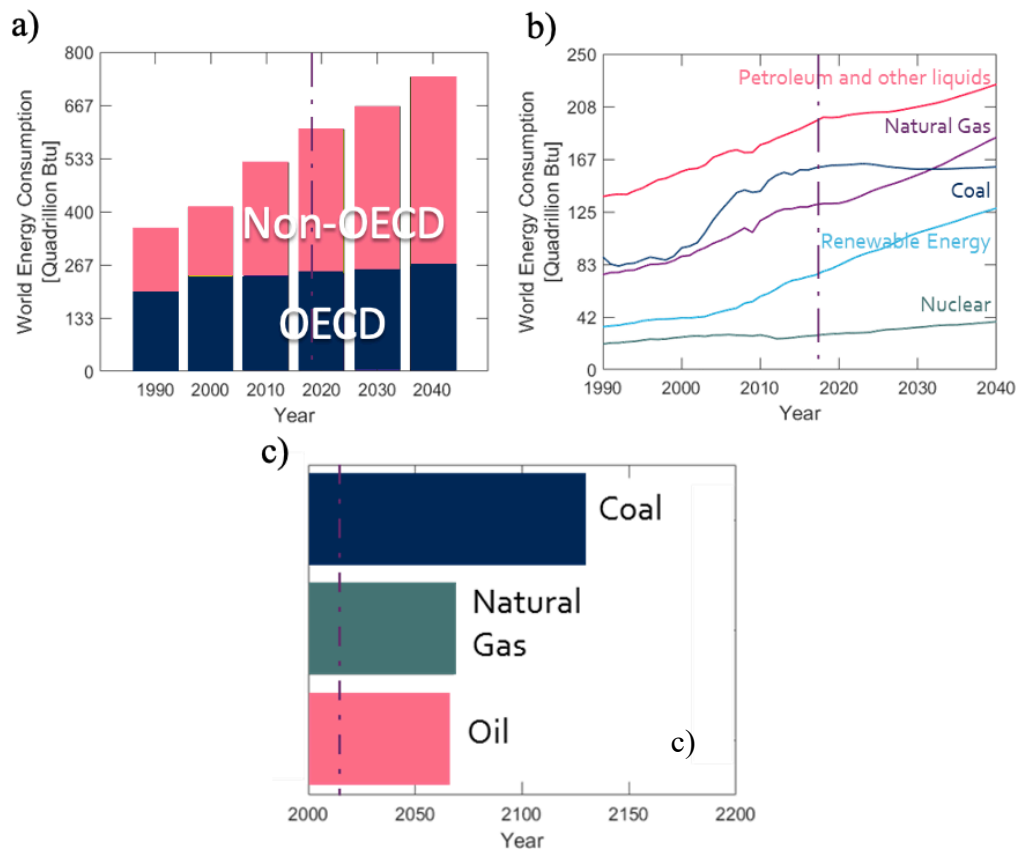 a)
800
667
533
400
267
133
0
World Energy Consumption
[Quadrillion Btu]
Non-OECD
OECD
1990 2000 2010 2020 2030 2040
Year
b)
250
208
167
125
83
42
0
World Energy Consumption
[Quadrillion Btu]
Petroleum and other liquids
Natural Gas
Coal
Renewable Energy
Nuclear
1990 2000 2010 2020 2030 2040
Year
c)
Coal
Natural
Gas
Oil
c)
2000 2050 2100 2150 2200
Year